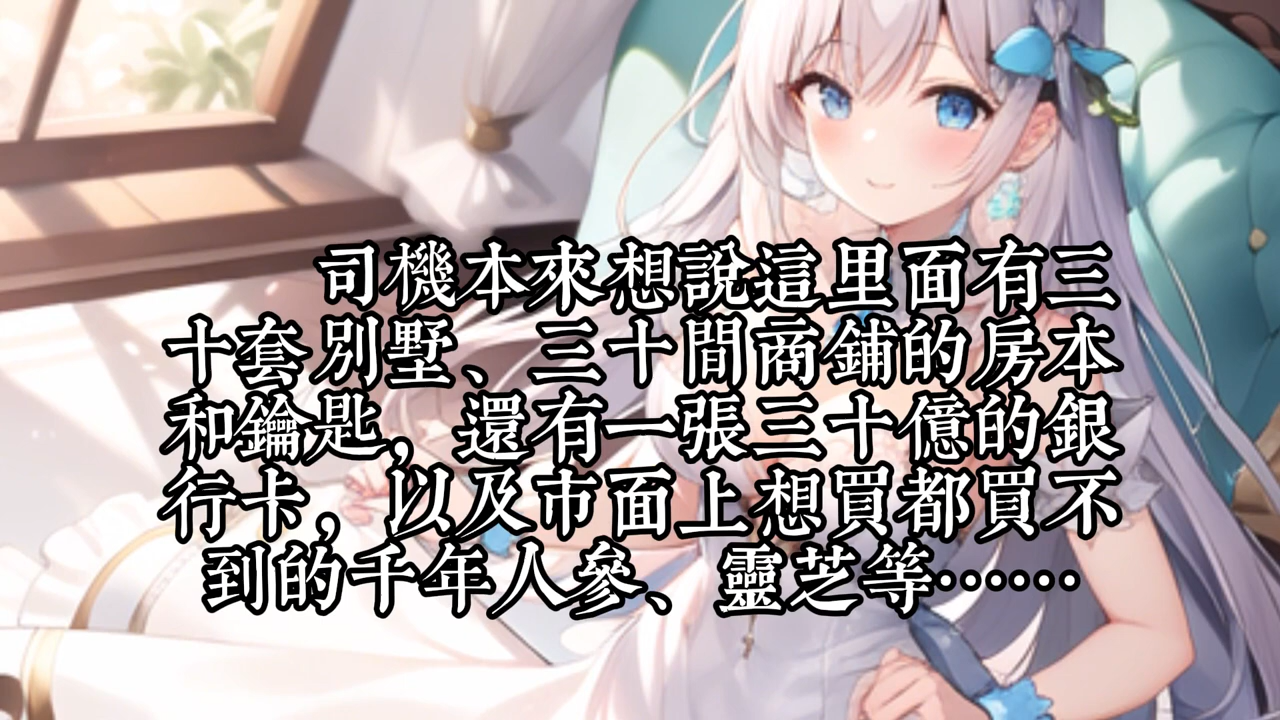 司機本來想說這里面有三
十套別墅、三十間商鋪的房本
和鑰匙，還有一張三十億的銀
行卡，以及市面上想買都買不
到的千年人參、靈芝等……